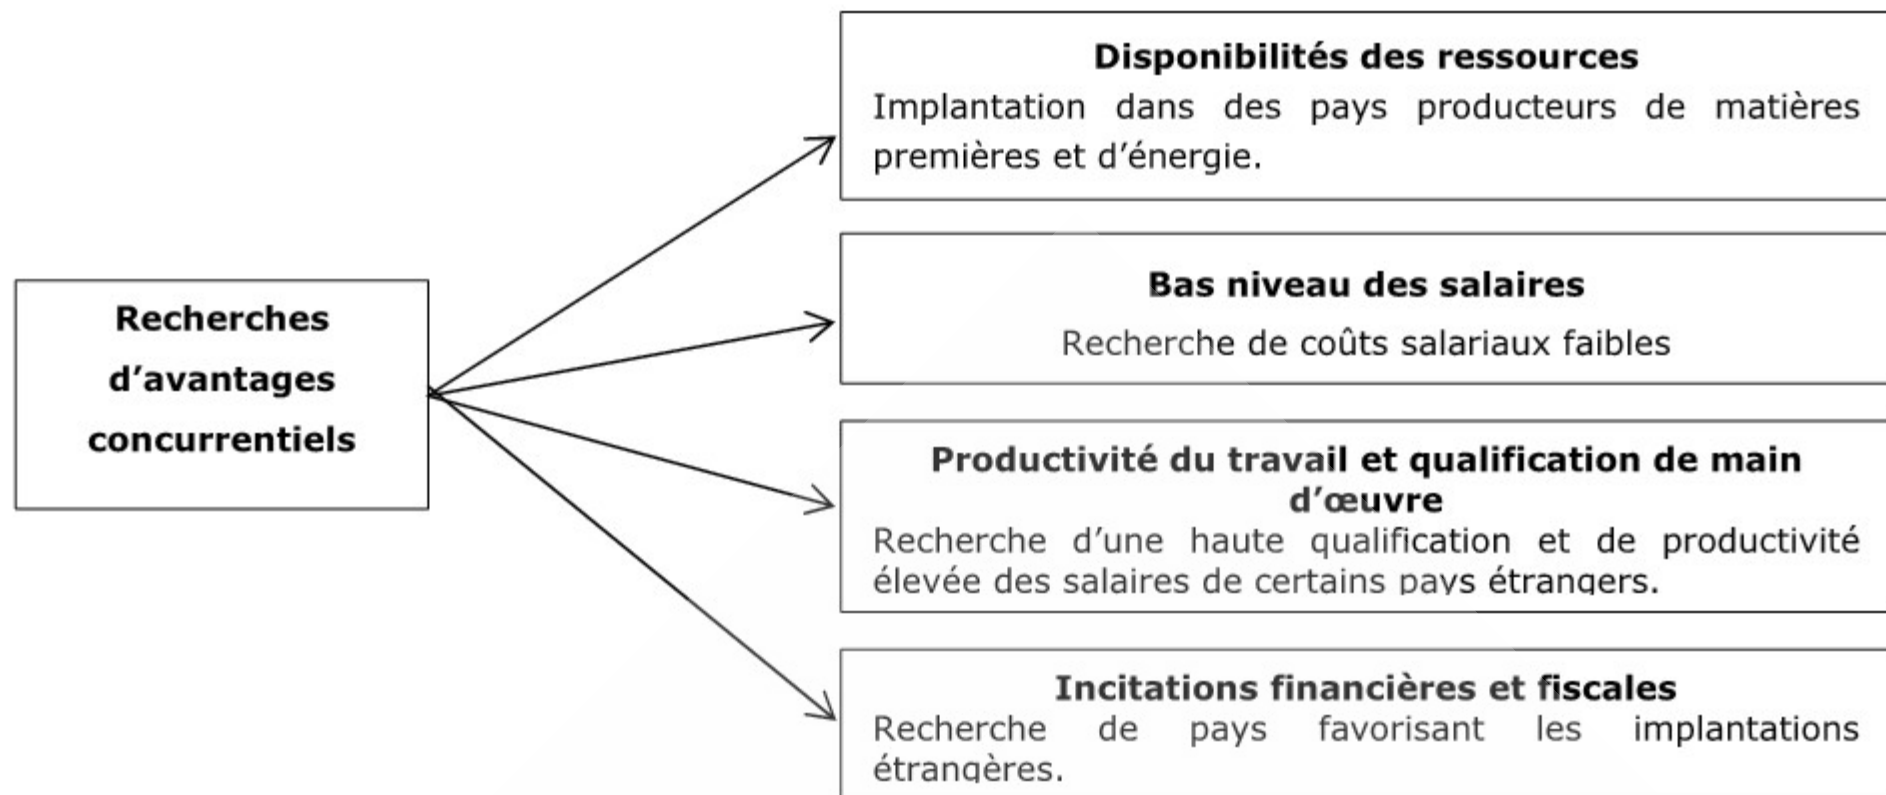 Recherches
d'avantages
concurrentiels
Disponibilités des ressources
Implantation dans des pays producteurs de matières
premières et d'énergie.
Bas niveau des salaires
Recherche de coûts salariaux faibles
Productivité du travail et qualification de main
d'œuvre
Recherche d'une haute qualification et de productivité
élevée des salaires de certains pays étrangers.
Incitations financières et fiscales
Recherche de pays favorisant les implantations
étrangères.